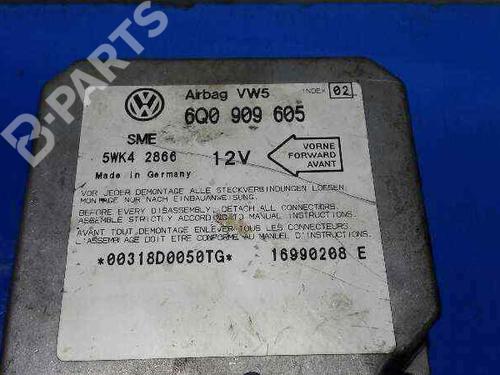 B-PARTS
Airbag VW5
INDEX 02
6Q0 909 605
SME
5WK4 2866
12V
VORNE
FORWARD
AVANT
Made in Germany
VOR JEDER DEMONTAGE ALLE STECKVERBINDUNGEN LOESEN.
MONTAGE NUR NACH EINBAUANWEISUNG.
BEFORE EVERY DISASSEMBLY, DETACH ALL CONNECTORS.
ASSEMBLE STRICTLY ACCORDING TO MANUAL INSTRUCTIONS.
AVANT TOUT DEMONTAGE ENLEVER TOUS LES CONNECTEURS
L'ASSEMBLAGE DOIT ETRE CONFORME AU MANUEL D'INSTRUCTIONS.
*00318D0050TG*
16990208 E